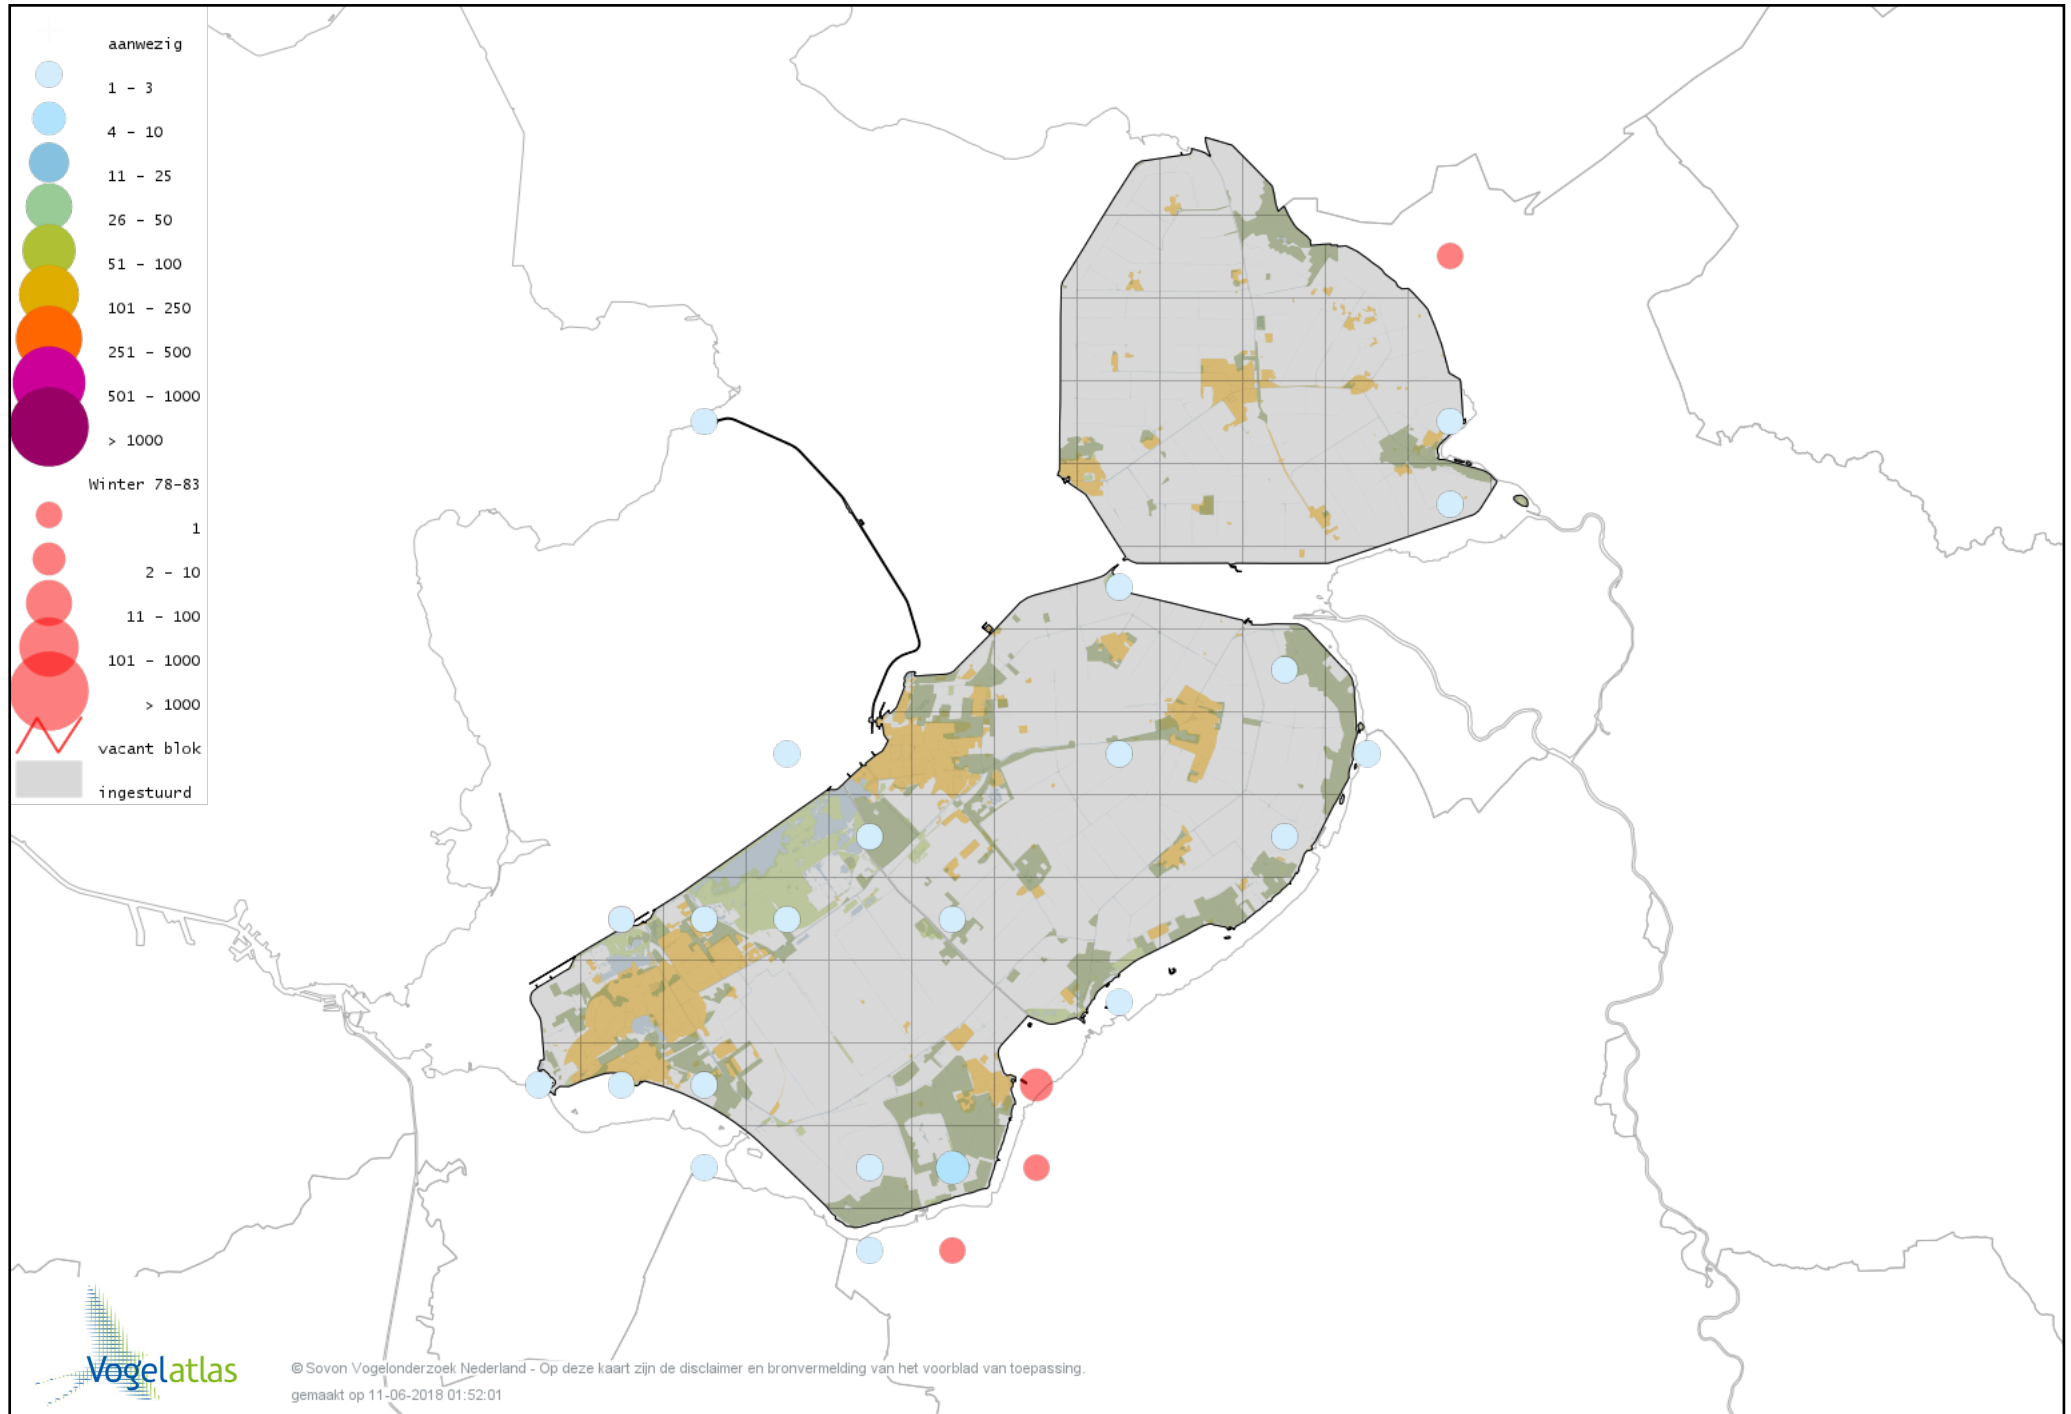 aanwezig
1 - 3
4 - 10
11 - 25
26 - 50
51 - 100
101 - 250
251 - 500
501 - 1000
> 1000
Winter 78-83
1
2 - 10
11 - 100
101 - 1000
> 1000
vacant blok
ingestuurd
Vogelatlas
© Sovon Vogelonderzoek Nederland - Op deze kaart zijn de disclaimer en bronvermelding van het voorblad van toepassing.
gemaakt op 11-06-2018 01:52:01